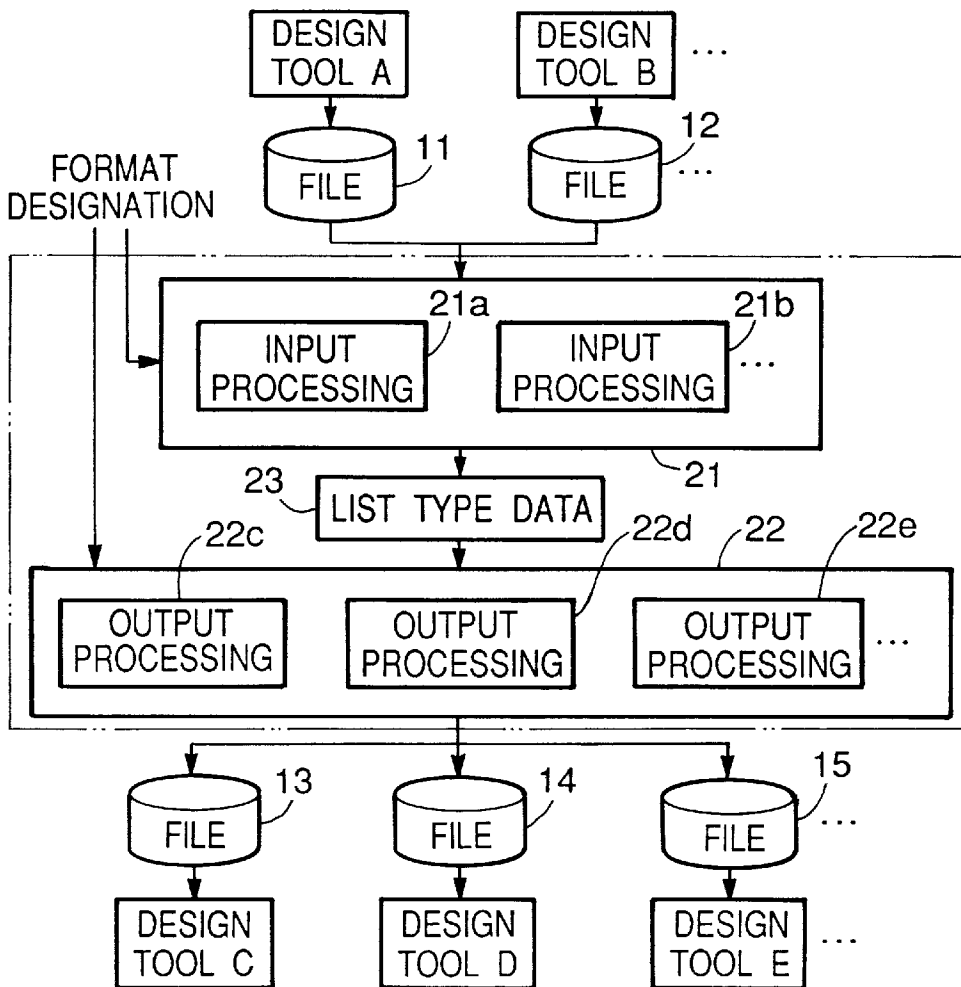 DESIGN
TOOL A
DESIGN
TOOL B
...
11
12
FILE
FILE
...
FORMAT
DESIGNATION
21a
21b
INPUT
PROCESSING
INPUT
PROCESSING
...
21
23
LIST TYPE DATA
22c
22d
22
22e
OUTPUT
PROCESSING
OUTPUT
PROCESSING
OUTPUT
PROCESSING
...
13
14
15
FILE
FILE
FILE
...
DESIGN
TOOL C
DESIGN
TOOL D
DESIGN
TOOL E
...